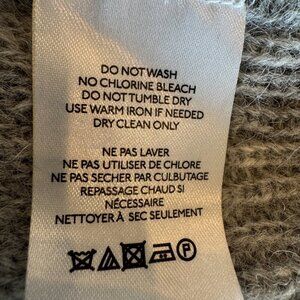 DO NOT WASH
NO CHLORINE BLEACH
DO NOT TUMBLE DRY
USE WARM IRON IF NEEDED
DRY CLEAN ONLY
NE PAS LAVER
NE PAS UTILISER DE CHLORE
NE PAS SECHER PAR CULBUTAGE
REPASSAGE CHAUD SI
NÉCESSAIRE
NETTOYER À SEC SEULEMENT
P